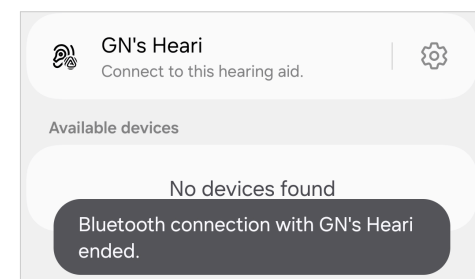 GN's Heari
Connect to this hearing aid.
Available devices
No devices found
Bluetooth connection with GN's Heari
ended.